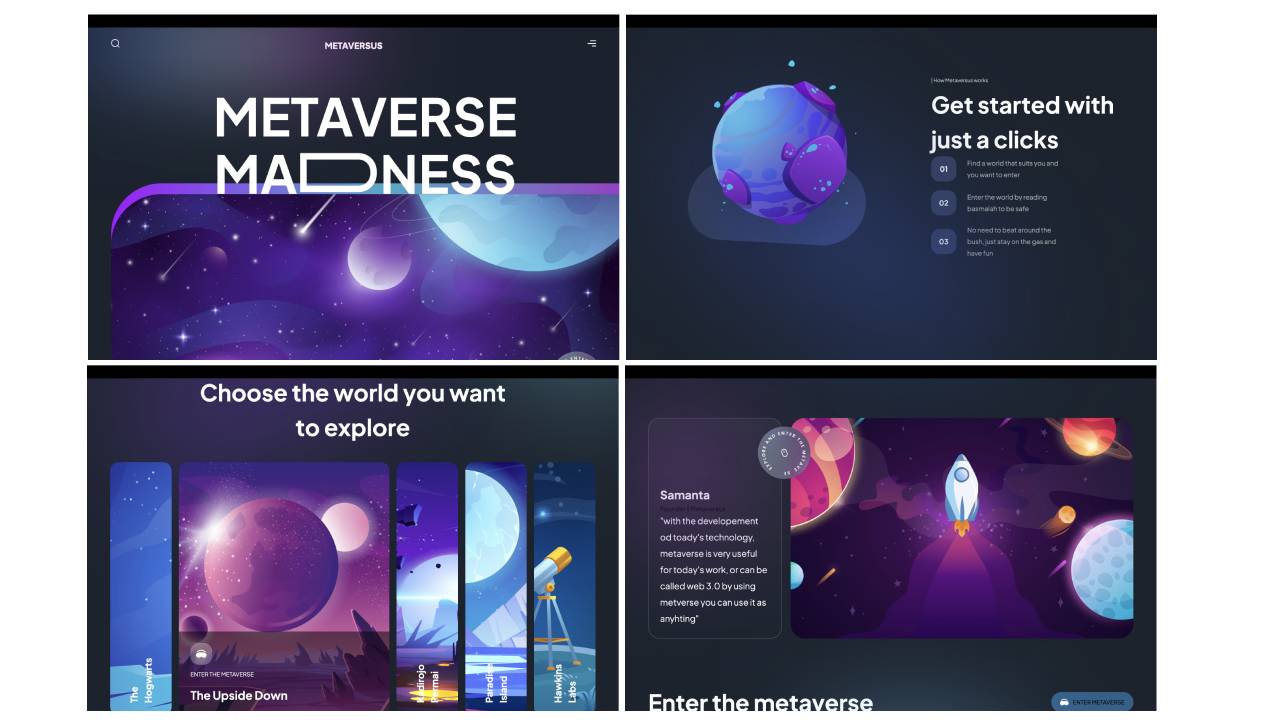 METAVERSUS
METAVERSE
MADNESS
ENTER
| How Metaversus works
Get started with
just a clicks
01
Find a world that suits you and
you want to enter
02
Enter the world by reading
basmalah to be safe
03
No need to beat around the
bush, just stay on the gas and
have fun
Choose the world you want
to explore
The
Hogwarts
ENTER THE METAVERSE
The Upside Down
Permai
Island
Hawkins
Labs
EXPLORE AND ENTER THE METAVE SE
Samanta
Founder | Metaversus
"with the developement
od toady's technology,
metaverse is very useful
for today's work, or can be
called web 3.0 by using
metverse you can use it as
anyhting"
Enter the metaverse
ENTER METAVERSE